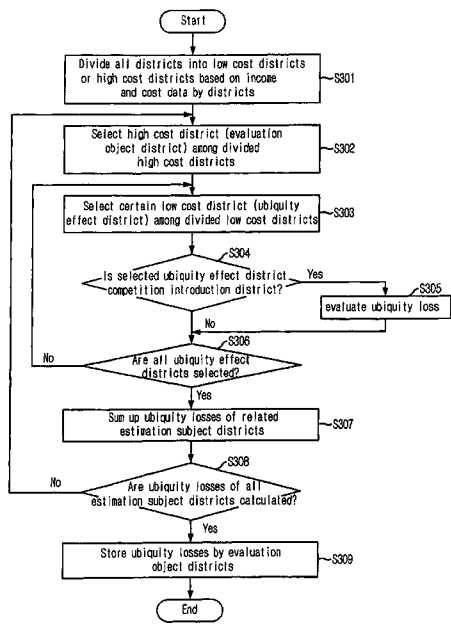 Start
Divide all districts into low cost districts
or high cost districts based on income
and cost data by districts
S301
Select high cost district (evaluation
object district) among divided
high cost districts
S302
Select certain low cost district (ubiquity
effect district) among divided low cost districts
S303
S304
Is selected ubiquity effect district
competition introduction district?
Yes
S305
evaluate ubiquity loss
No
S306
Are all ubiquity effect
districts selected?
No
Yes
Sum up ubiquity losses of related
estimation subject districts
S307
S308
Are ubiquity losses of all
estimation subject districts calculated?
No
Yes
Store ubiquity losses by evaluation
object districts
S309
End